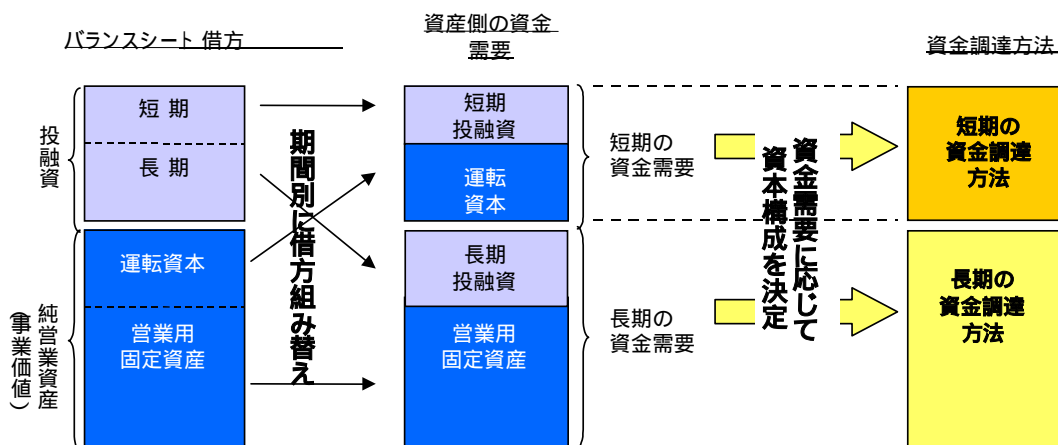 バランスシート 借方
資産側の資金
需要
資金調達方法
投融資
短 期
長 期
純営業資産
(事業価値)
運転資本
営業用
固定資産
期間別に借方組み替え
短期
投融資
運転
資本
長期
投融資
営業用
固定資産
短期の
資金需要
長期の
資金需要
資金需要に応じて
資本構成を決定
短期の
資金調達
方法
長期の
資金調達
方法